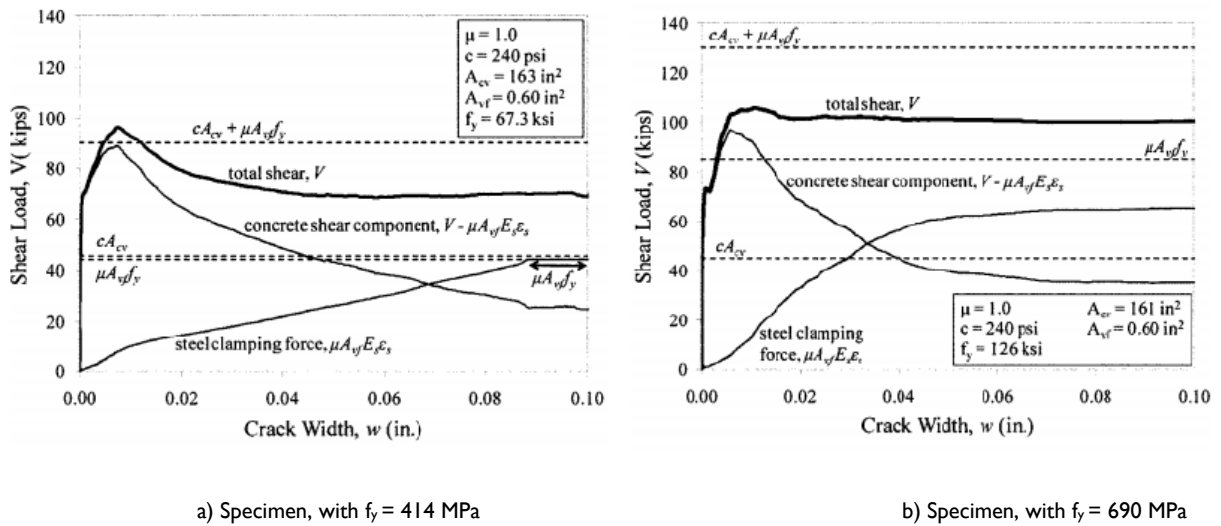 140
120
100
80
60
40
20
0
Shear Load, V( kips)
μ = 1.0
c = 240 psi
A_cv = 163 in²
A_vf = 0.60 in²
f_y = 67.3 ksi
cA_cv + μA_vf f_y
total shear, V
concrete shear component, V - μA_vf E_s ε_s
cA_cv
μA_vf f_y
μA_vf f_y
steel clamping force, μA_vf E_s ε_s
0.00 0.02 0.04 0.06 0.08 0.10
Crack Width, w (in.)
a) Specimen, with f_y = 414 MPa
140
120
100
80
60
40
20
0
Shear Load, V (kips)
cA_cv + μA_vf f_y
total shear, V
μA_vf f_y
concrete shear component, V - μA_vf E_s ε_s
cA_cv
steel clamping
force, μA_vf E_s ε_s
μ = 1.0 A_cv = 161 in²
c = 240 psi A_vf = 0.60 in²
f_y = 126 ksi
0.00 0.02 0.04 0.06 0.08 0.10
Crack Width, w (in.)
b) Specimen, with f_y = 690 MPa